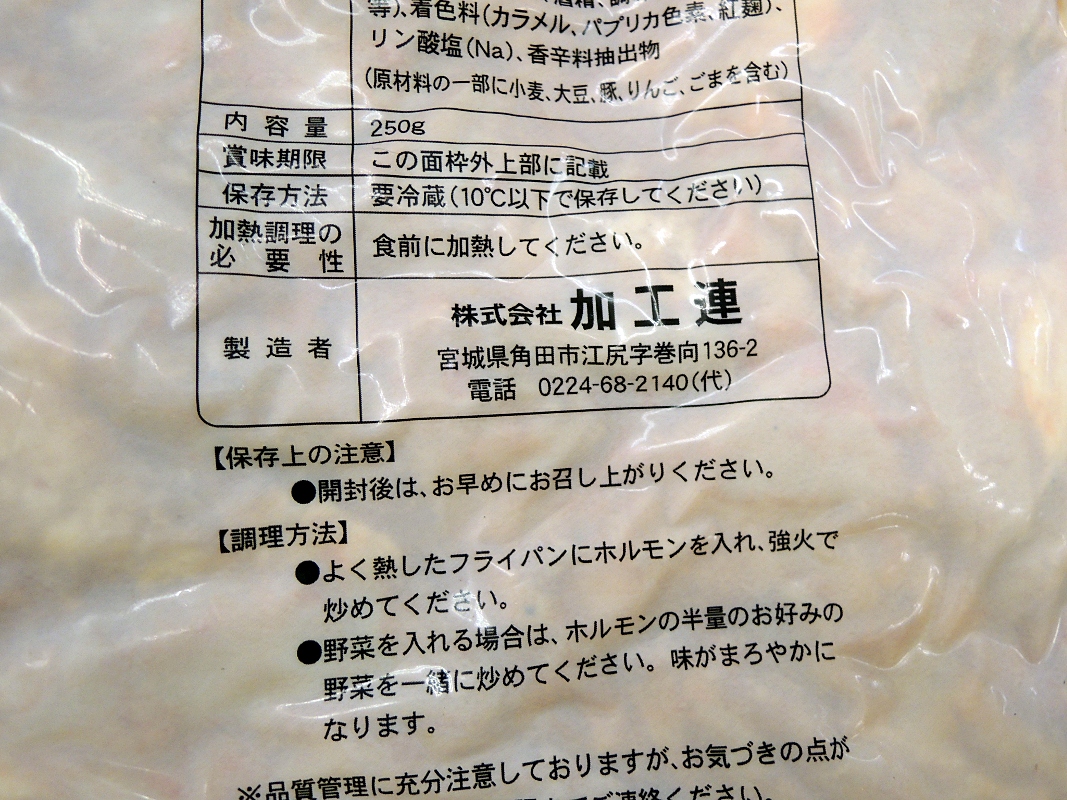 等)、着色料(カラメル、パプリカ色素、紅麹)、
リン酸塩(Na)、香辛料抽出物
(原材料の一部に小麦、大豆、豚、りんご、ごまを含む)
内容量 250g
賞味期限 この面枠外上部に記載
保存方法 要冷蔵(10℃以下で保存してください)
加熱調理の
必要性 食前に加熱してください。
製造者 株式会社 加工連
宮城県角田市江尻字巻向136-2
電話 0224-68-2140(代)
【保存上の注意】
●開封後は、お早めにお召し上がりください。
【調理方法】
●よく熱したフライパンにホルモンを入れ、強火で
炒めてください。
●野菜を入れる場合は、ホルモンの半量のお好みの
野菜を一緒に炒めてください。味がまろやかに
なります。
※品質管理に充分注意しておりますが、お気づきの点が
ご連絡ください。